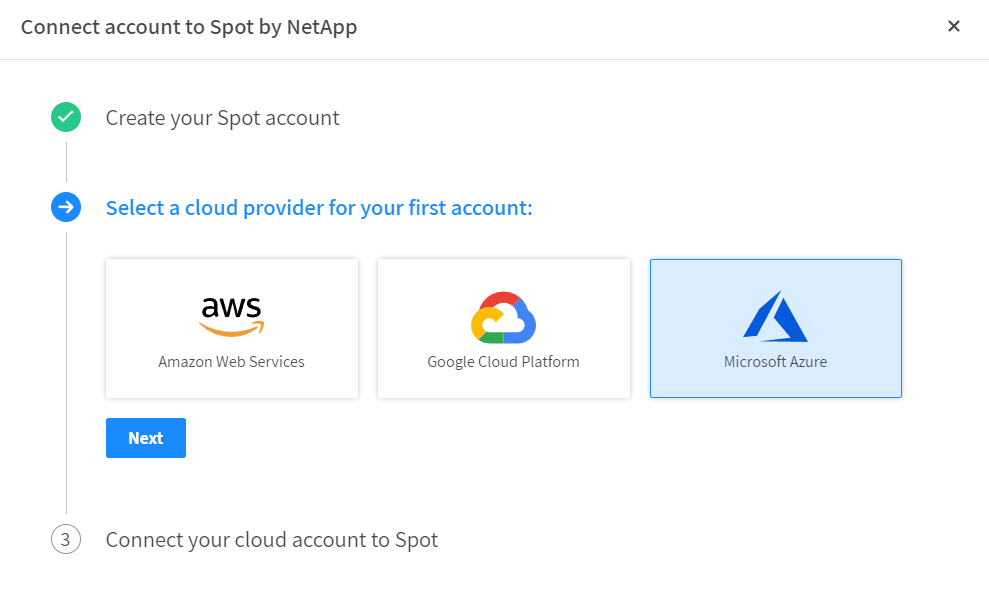 Connect account to Spot by NetApp
Create your Spot account
Select a cloud provider for your first account:
aws
Amazon Web Services
Google Cloud Platform
Microsoft Azure
Next
3
Connect your cloud account to Spot